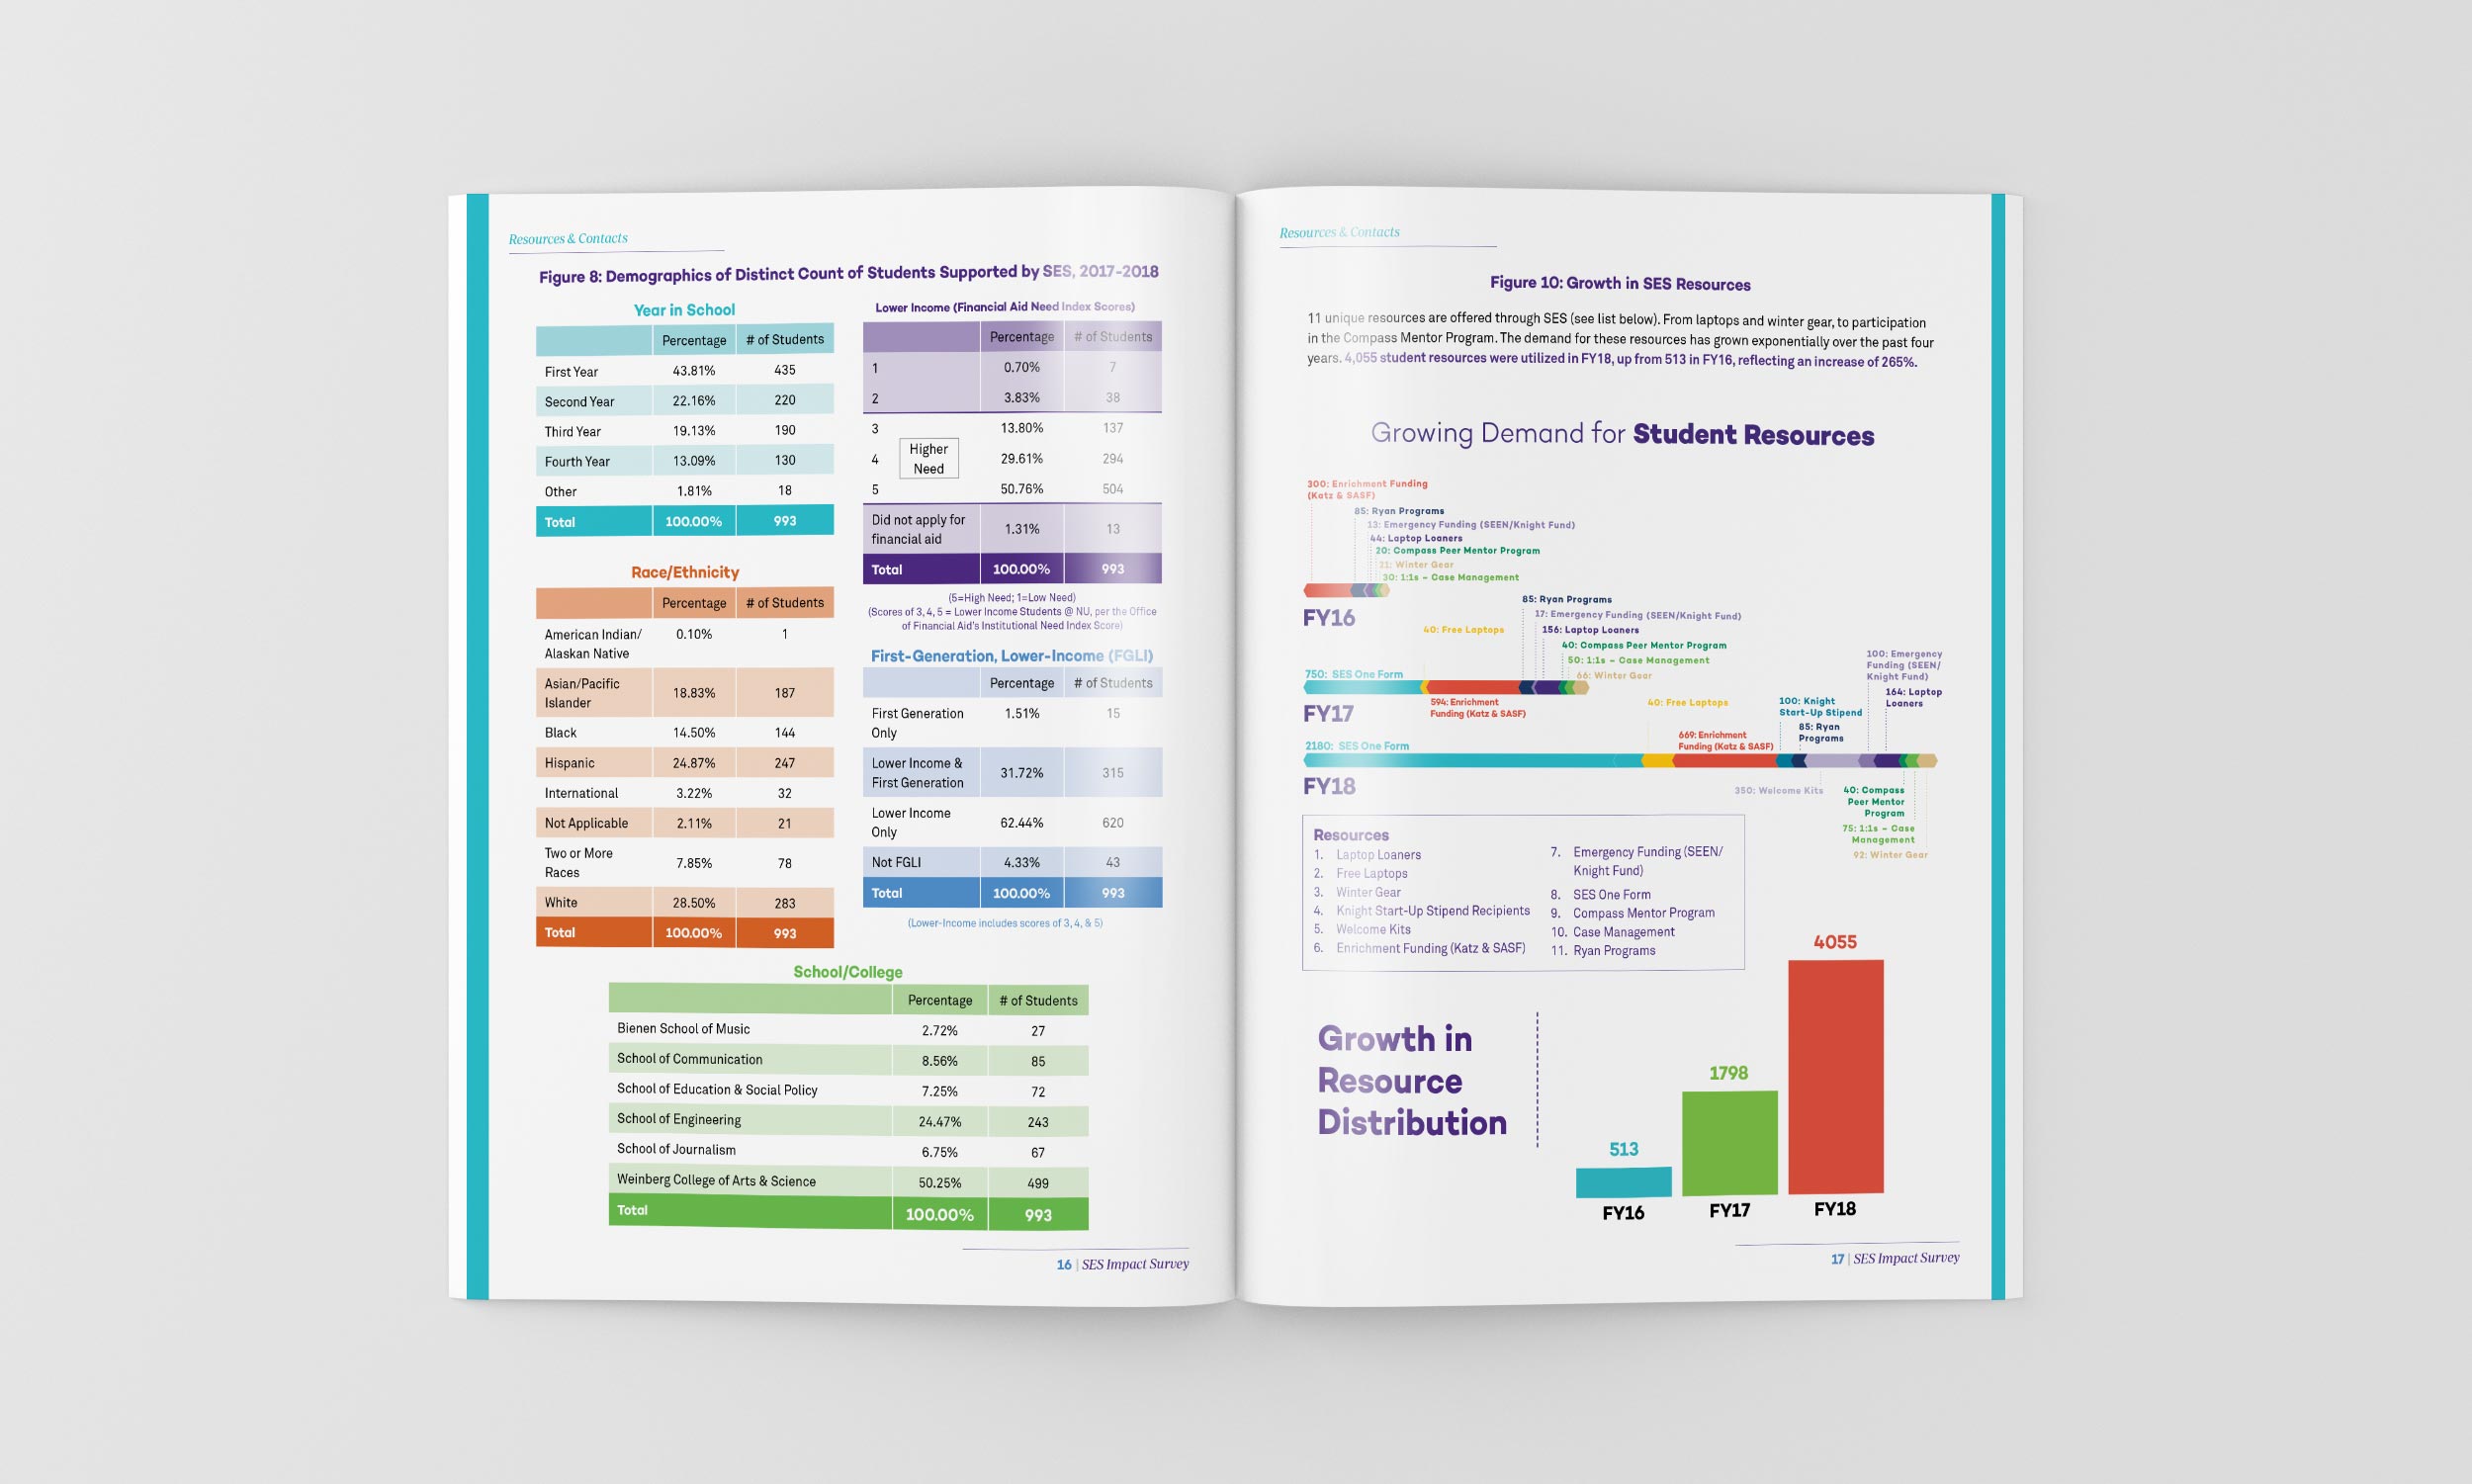 Resources & Contacts
Figure 8: Demographics of Distinct Count of Students Supported by SES, 2017-2018
Year in School
Percentage # of Students
First Year 43.81% 435
Second Year 22.16% 220
Third Year 19.13% 190
Fourth Year 13.09% 130
Other 1.81% 18
Total 100.00% 993
Race/Ethnicity
Percentage # of Students
American Indian/ 0.10% 1
Alaskan Native
Asian/Pacific
Islander 18.83% 187
Black 14.50% 144
Hispanic 24.87% 247
International 3.22% 32
Not Applicable 2.11% 21
Two or More
Races 7.85% 78
White 28.50% 283
Total 100.00% 993
Lower Income (Financial Aid Need Index Scores)
Percentage # of Students
1 0.70% 7
2 3.83% 38
3 13.80% 137
4 29.61% 294
5 50.76% 504
Higher
Need
Did not apply for
financial aid 1.31% 13
Total 100.00% 993
(5=High Need; 1=Low Need)
(Scores of 3, 4, 5 = Lower Income Students @ NU, per the Office
of Financial Aid's Institutional Need Index Score)
First-Generation, Lower-Income (FGLI)
Percentage # of Students
First Generation 1.51% 15
Only
Lower Income &
First Generation 31.72% 315
Lower Income
Only 62.44% 620
Not FGLI 4.33% 43
Total 100.00% 993
(Lower-Income includes scores of 3, 4, & 5)
School/College
Percentage # of Students
Bienen School of Music 2.72% 27
School of Communication 8.56% 85
School of Education & Social Policy 7.25% 72
School of Engineering 24.47% 243
School of Journalism 6.75% 67
Weinberg College of Arts & Science 50.25% 499
Total 100.00% 993
16 | SES Impact Survey
Resources & Contacts
Figure 10: Growth in SES Resources
11 unique resources are offered through SES (see list below). From laptops and winter gear, to participation
in the Compass Mentor Program. The demand for these resources has grown exponentially over the past four
years. 4,055 student resources were utilized in FY18, up from 513 in FY16, reflecting an increase of 265%.
Growing Demand for Student Resources
300: Enrichment Funding
(Katz & SASF)
85: Ryan Programs
13: Emergency Funding (SEEN/Knight Fund)
44: Laptop Loaners
20: Compass Peer Mentor Program
21: Winter Gear
30: 1:1s – Case Management
FY16
85: Ryan Programs
17: Emergency Funding (SEEN/Knight Fund)
40: Free Laptops
156: Laptop Loaners
40: Compass Peer Mentor Program
50: 1:1s – Case Management
750: SES One Form
66: Winter Gear
594: Enrichment
Funding (Katz & SASF)
FY17
100: Emergency
Funding (SEEN/
Knight Fund)
164: Laptop
Loaners
40: Free Laptops
100: Knight
Start-Up Stipend
85: Ryan
Programs
669: Enrichment
Funding (Katz & SASF)
2180: SES One Form
FY18
350: Welcome Kits
40: Compass
Peer Mentor
Program
75: 1:1s – Case
Management
92: Winter Gear
Resources
1. Laptop Loaners
2. Free Laptops
3. Winter Gear
4. Knight Start-Up Stipend Recipients
5. Welcome Kits
6. Enrichment Funding (Katz & SASF)
7. Emergency Funding (SEEN/
Knight Fund)
8. SES One Form
9. Compass Mentor Program
10. Case Management
11. Ryan Programs
Growth in
Resource
Distribution
513
1798
4055
FY16
FY17
FY18
17 | SES Impact Survey